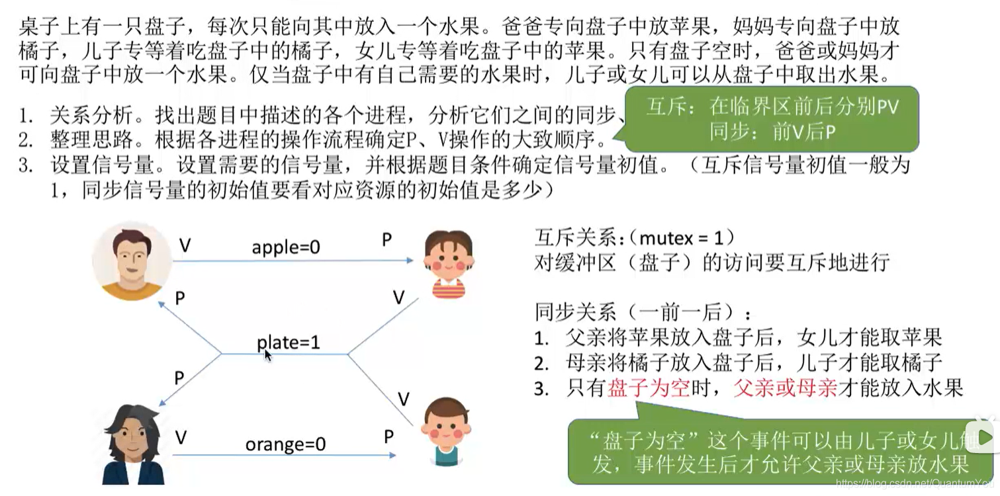 桌子上有一只盘子，每次只能向其中放入一个水果。爸爸专向盘子中放苹果，妈妈专向盘子中放
橘子，儿子专等着吃盘子中的橘子，女儿专等着吃盘子中的苹果。只有盘子空时，爸爸或妈妈才
可向盘子中放一个水果。仅当盘子中有自己需要的水果时，儿子或女儿可以从盘子中取出水果。
1. 关系分析。找出题目中描述的各个进程，分析它们之间的同步、
2. 整理思路。根据各进程的操作流程确定P、V操作的大致顺序。
互斥：在临界区前后分别PV
同步：前V后P
3. 设置信号量。设置需要的信号量，并根据题目条件确定信号量初值。（互斥信号量初值一般为
1，同步信号量的初始值要看对应资源的初始值是多少）
V apple=0 P
P V
plate=1
P V
V orange=0 P
互斥关系：（mutex = 1）
对缓冲区（盘子）的访问要互斥地进行
同步关系（一前一后）：
1. 父亲将苹果放入盘子后，女儿才能取苹果
2. 母亲将橘子放入盘子后，儿子才能取橘子
3. 只有盘子为空时，父亲或母亲才能放入水果
“盘子为空”这个事件可以由儿子或女儿触
发，事件发生后才允许父亲或母亲放水果
https://blog.csdn.net/QuantumYou